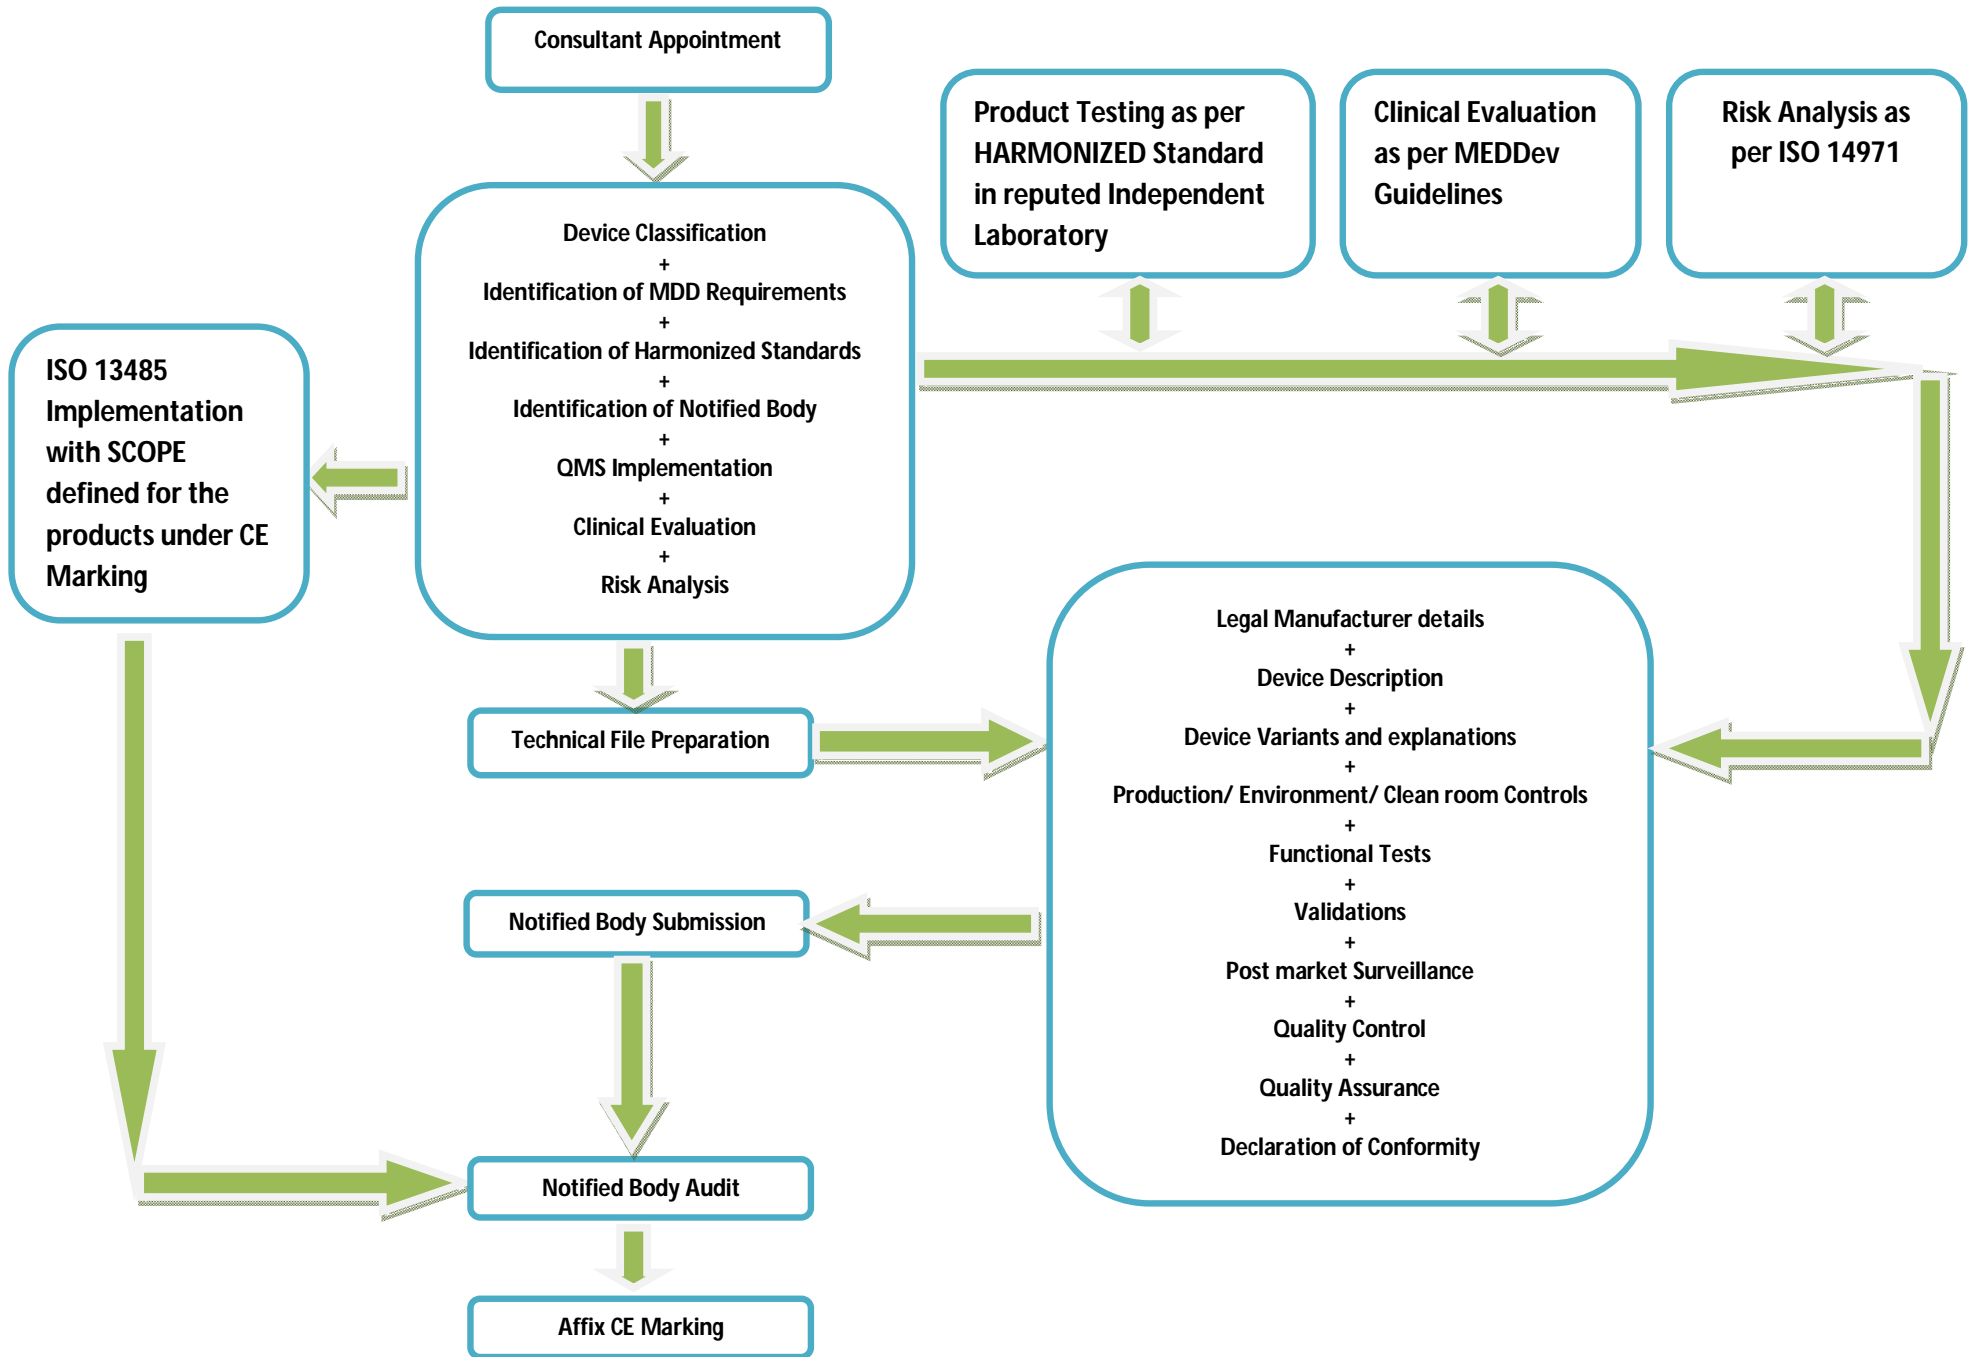 Consultant Appointment
Product Testing as per
HARMONIZED Standard
in reputed Independent
Laboratory
Clinical Evaluation
as per MEDDev
Guidelines
Risk Analysis as
per ISO 14971
Device Classification
+
Identification of MDD Requirements
+
Identification of Harmonized Standards
+
Identification of Notified Body
+
QMS Implementation
+
Clinical Evaluation
+
Risk Analysis
ISO 13485
Implementation
with SCOPE
defined for the
products under CE
Marking
Technical File Preparation
Legal Manufacturer details
+
Device Description
+
Device Variants and explanations
+
Production/ Environment/ Clean room Controls
+
Functional Tests
+
Validations
+
Post market Surveillance
+
Quality Control
+
Quality Assurance
+
Declaration of Conformity
Notified Body Submission
Notified Body Audit
Affix CE Marking